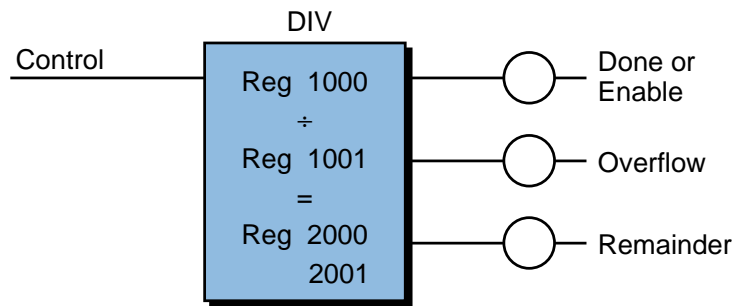 DIV
Control
Reg 1000
÷
Reg 1001
=
Reg 2000
2001
Done or
Enable
Overflow
Remainder